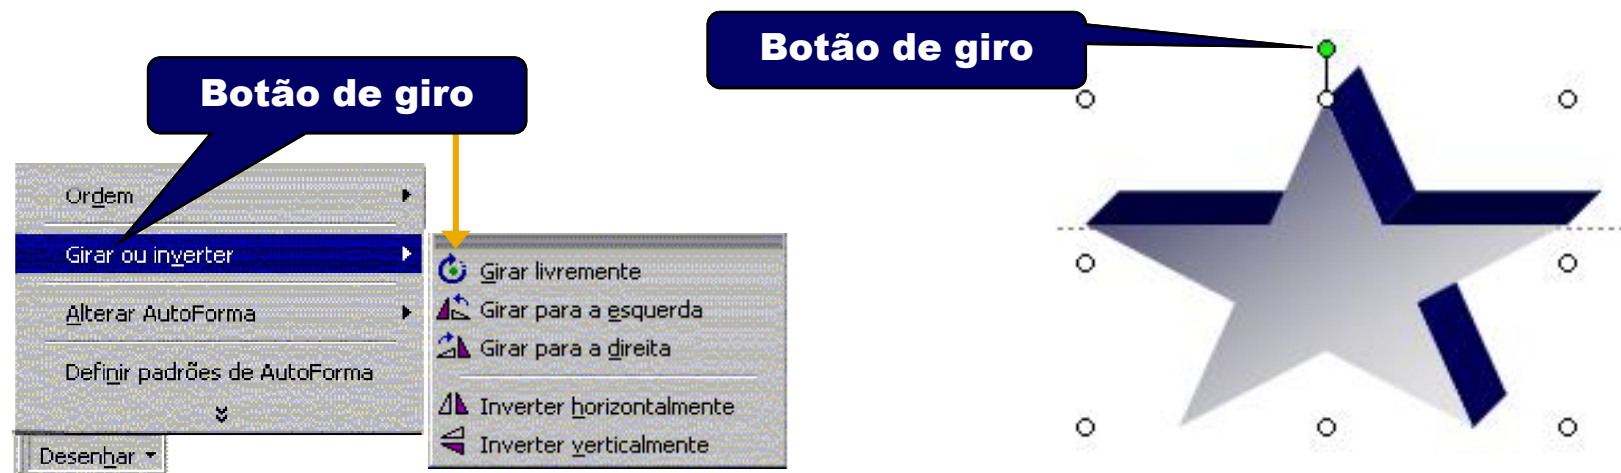 Botão de giro
Botão de giro
Ordem
Girar ou inverter
Alterar AutoForma
Definir padrões de AutoForma
Desenhar
Girar livremente
Girar para a esquerda
Girar para a direita
Inverter horizontalmente
Inverter verticalmente